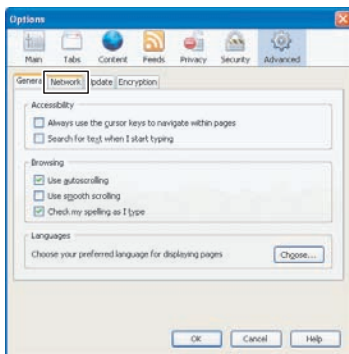 Options
Main Tabs Content Feeds Privacy Security Advanced
General Network Update Encryption
Accessibility
Always use the cursor keys to navigate within pages
Search for text when I start typing
Browsing
Use autoscrolling
Use smooth scrolling
Check my spelling as I type
Languages
Choose your preferred language for displaying pages
Choose...
OK Cancel Help